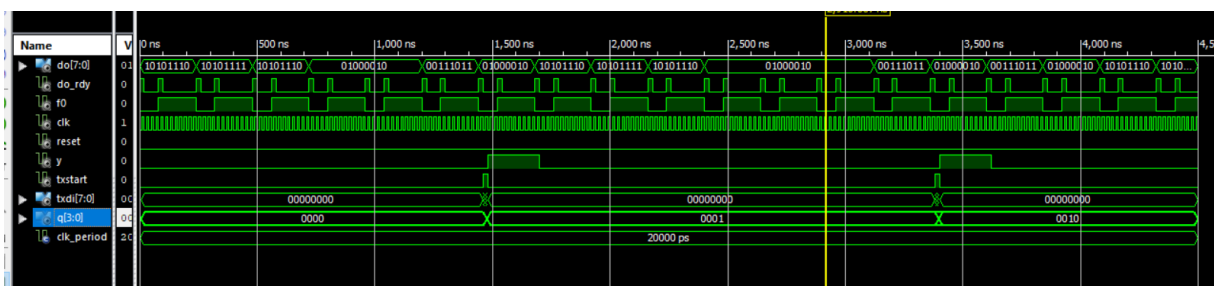 Name V 0 ns 500 ns 1,000 ns 1,500 ns 2,000 ns 2,500 ns 3,000 ns 3,500 ns 4,000 ns 4,5
do[7:0] 01 10101110 10101111 10101110 01000010 00111011 01000010 10101110 10101111 10101110 01000010 00111011 01000010 00111011 01000010 10101110 1010...
do_rdy 0
f0 0
clk 1
reset 0
y 0
txstart 0
txdi[7:0] 00 00000000 00000000 00000000
q[3:0] 00 0000 0001 0010
clk_period 20 20000 ps